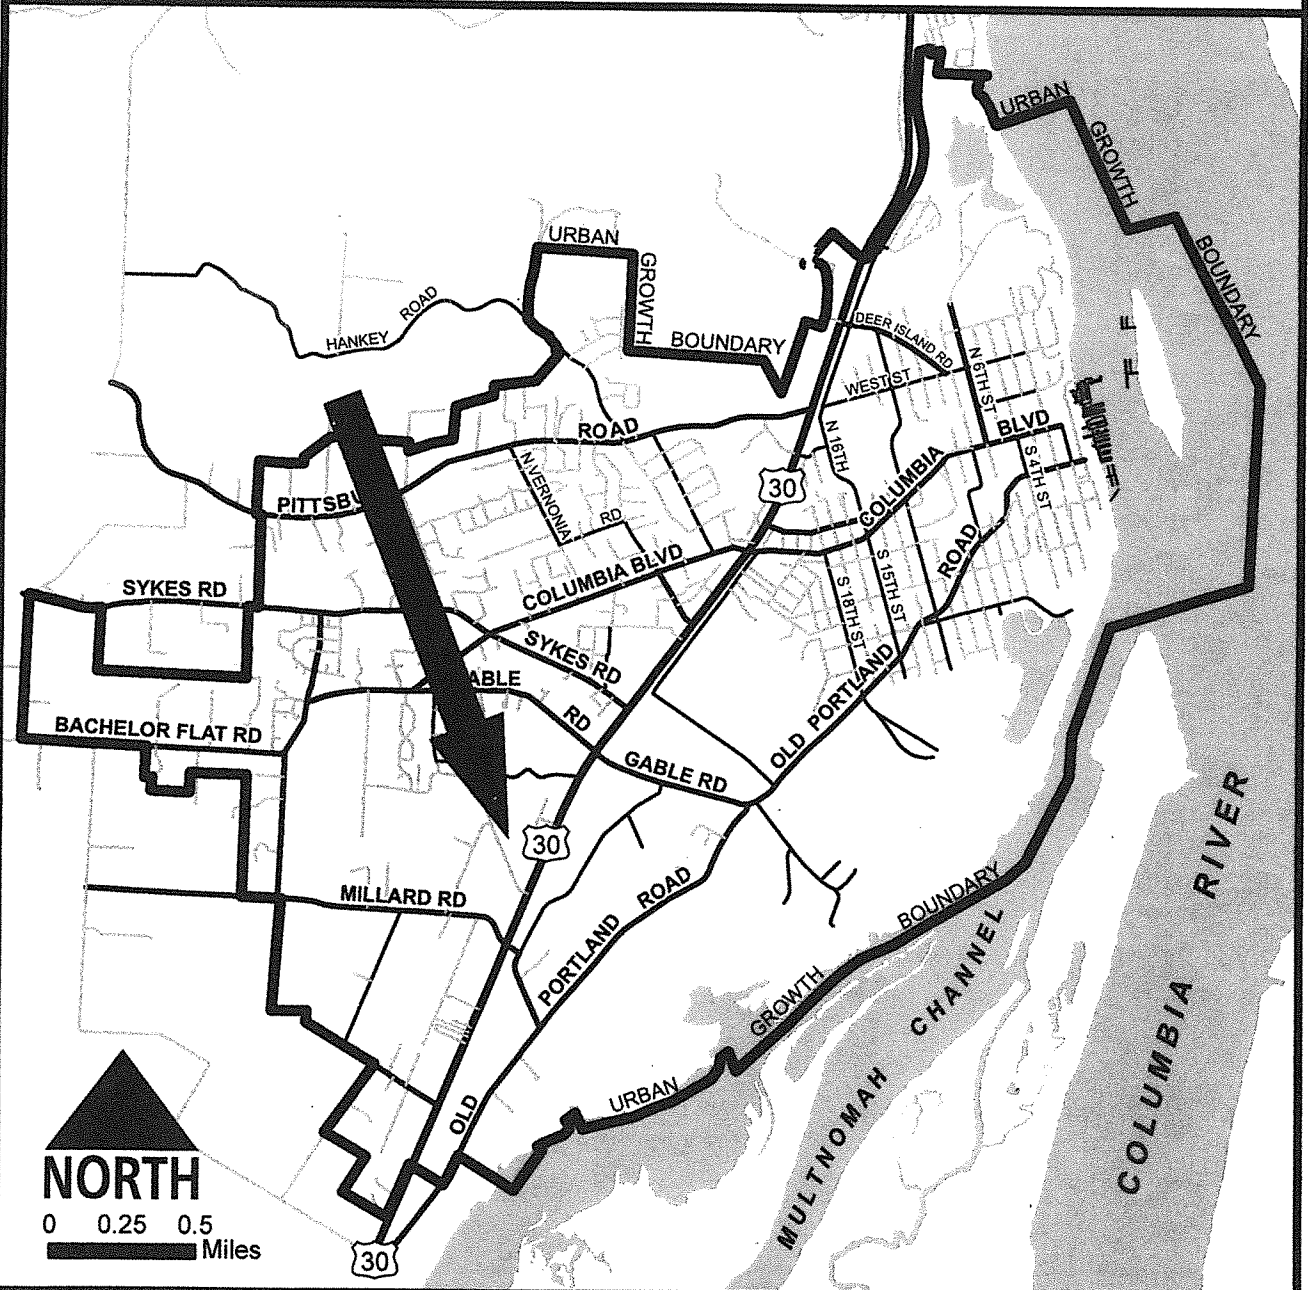 URBAN
GROWTH
BOUNDARY
URBAN
GROWTH
BOUNDARY
HANKEY ROAD
DEER ISLAND RD
WEST ST
N 6TH ST
ROAD
BLVD
N 16TH
COLUMBIA
S 4TH ST
30
N VERNONIA
RD
PITTSBU
COLUMBIA BLVD
ROAD
SYKES RD
S 15TH ST
S 18TH ST
SYKES RD
ABLE
RD
OLD PORTLAND
BACHELOR FLAT RD
GABLE RD
30
MILLARD RD
PORTLAND ROAD
BOUNDARY
RIVER
GROWTH
CHANNEL
URBAN
OLD
MULTNOMAH
COLUMBIA
NORTH
0 0.25 0.5
Miles
30